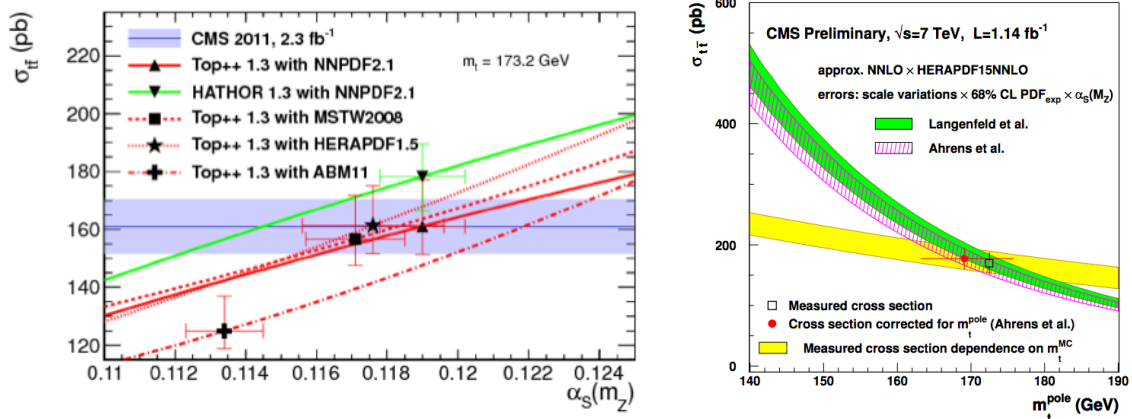 σtt̄ (pb)
220
200
180
160
140
120
CMS 2011, 2.3 fb⁻¹
Top++ 1.3 with NNPDF2.1
mt = 173.2 GeV
HATHOR 1.3 with NNPDF2.1
Top++ 1.3 with MSTW2008
Top++ 1.3 with HERAPDF1.5
Top++ 1.3 with ABM11
0.11 0.112 0.114 0.116 0.118 0.12 0.122 0.124
αS(mZ)
σtt̄ (pb)
600
400
200
0
CMS Preliminary, √s=7 TeV, L=1.14 fb⁻¹
approx. NNLO × HERAPDF15NNLO
errors: scale variations × 68% CL PDFexp × αS(MZ)
Langenfeld et al.
Ahrens et al.
Measured cross section
Cross section corrected for mtpole (Ahrens et al.)
Measured cross section dependence on mtMC
140 150 160 170 180 190
mtpole (GeV)